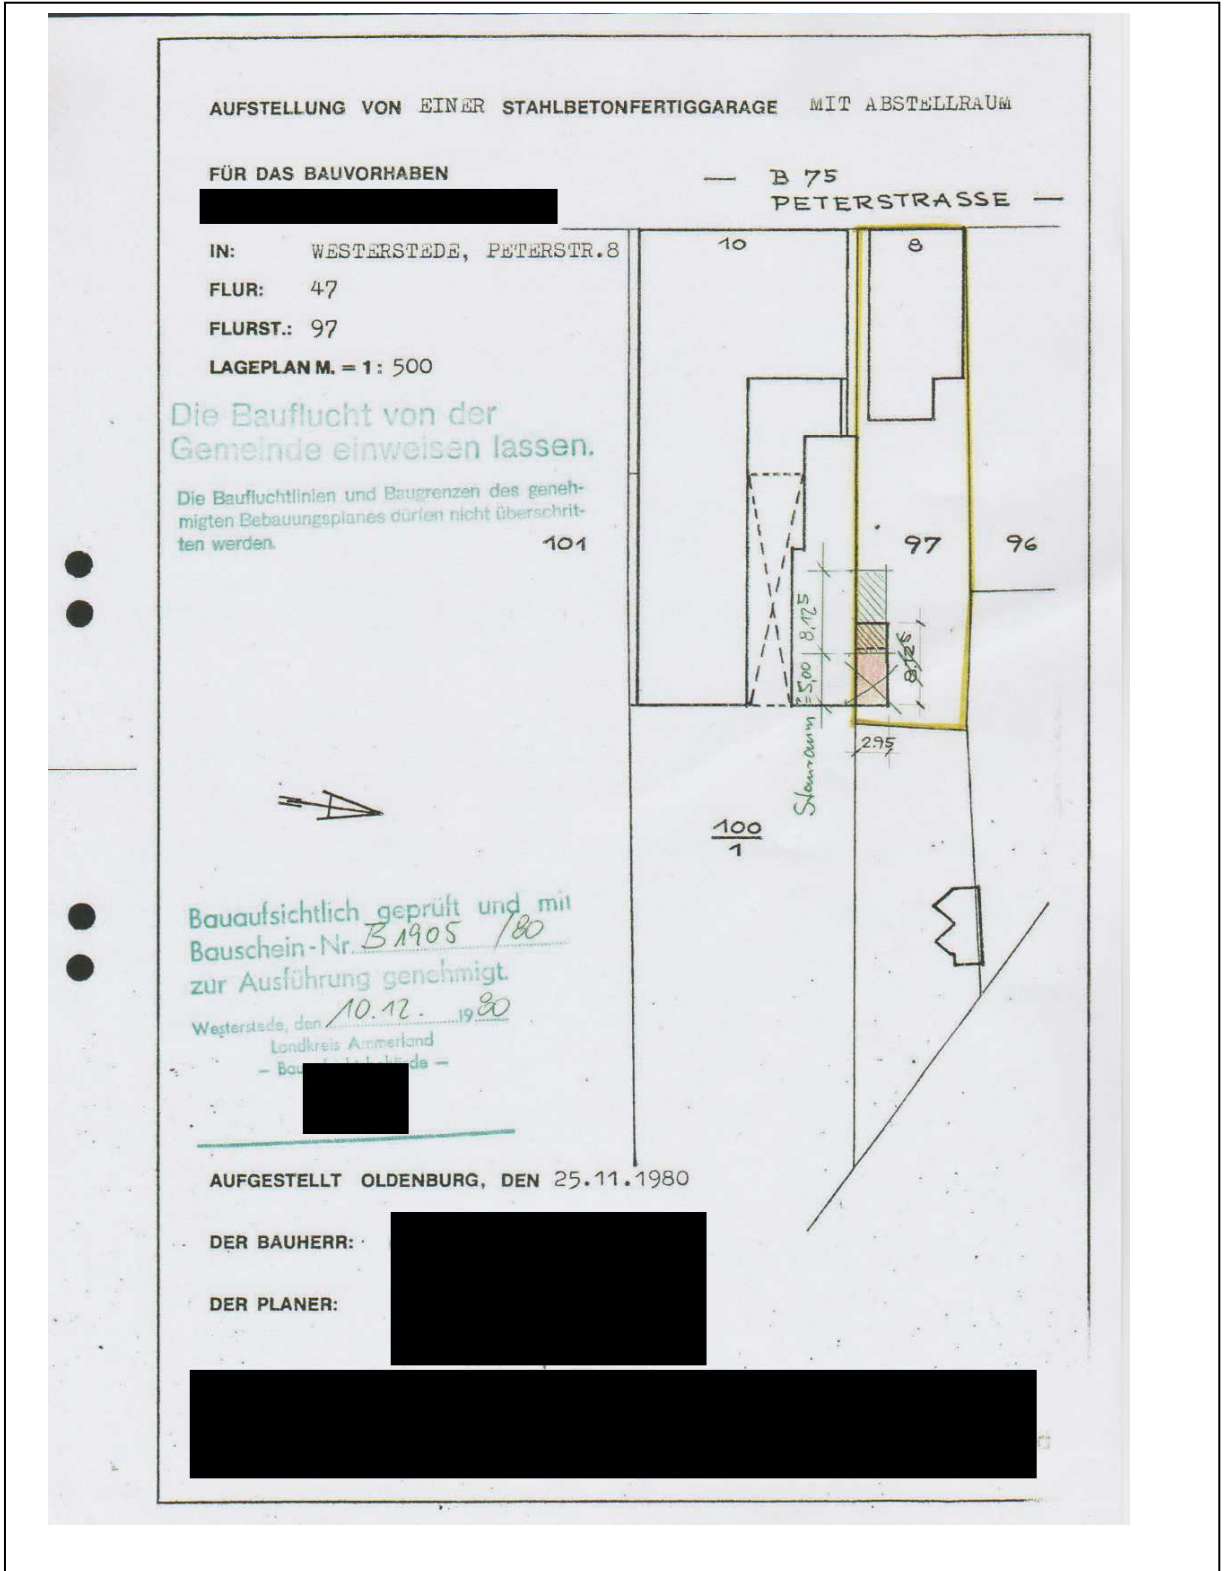 AUFSTELLUNG VON EINER STAHLBETONFERTIGGARAGE MIT ABSTELLRAUM
FÜR DAS BAUVORHABEN
— B 75
PETERSTRASSE —
IN: WESTERSTEDE, PETERSTR.8
10
8
FLUR: 47
FLURST.: 97
LAGEPLAN M. = 1: 500
Die Bauflucht von der
Gemeinde einweisen lassen.
Die Baufluchtlinien und Baugrenzen des geneh-
migten Bebauungsplanes dürfen nicht überschrit-
ten werden.
101
97
96
8,125
8,125
Stauraum = 5,00
2.95
100
1
Bauaufsichtlich geprüft und mit
Bauschein-Nr. B 1905 /80
zur Ausführung genehmigt.
Westerstede, den 10.12. 1980
Landkreis Ammerland
AUFGESTELLT OLDENBURG, DEN 25.11.1980
DER BAUHERR:
DER PLANER: